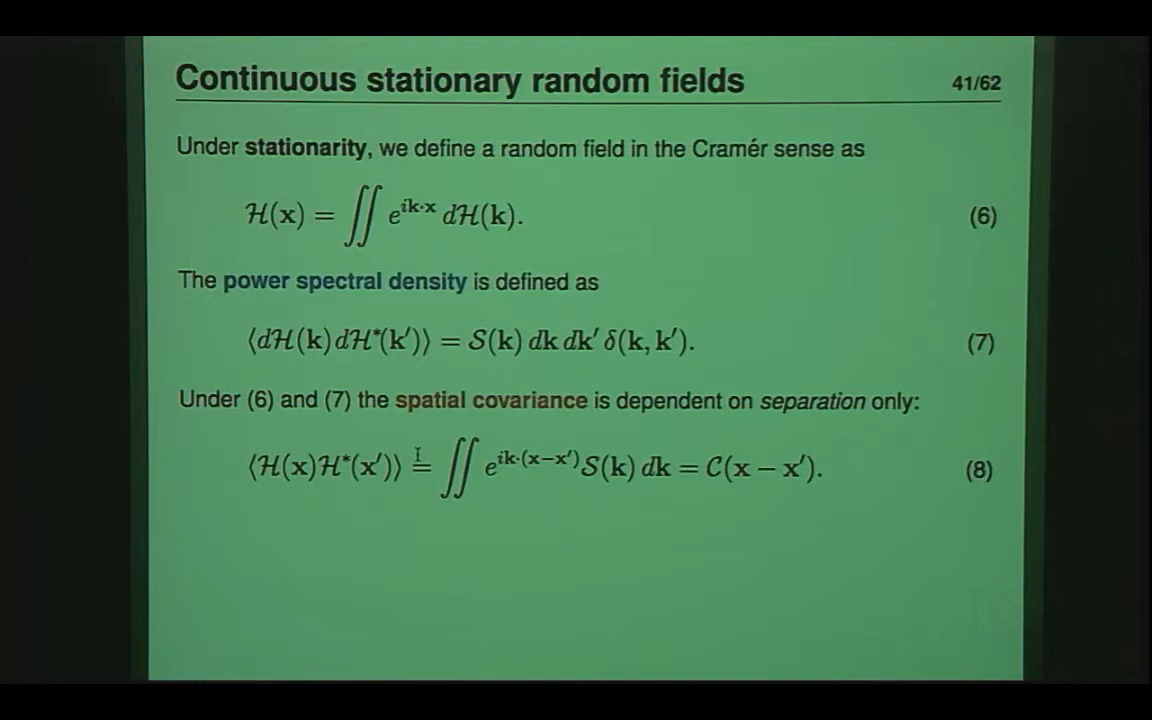 Continuous stationary random fields 41/62
Under stationarity, we define a random field in the Cramér sense as
ℋ(x) = ∬ e^{ik·x} dℋ(k). (6)
The power spectral density is defined as
⟨dℋ(k) dℋ*(k′)⟩ = 𝒮(k) dk dk′ δ(k, k′). (7)
Under (6) and (7) the spatial covariance is dependent on separation only:
⟨ℋ(x)ℋ*(x′)⟩ = ∬ e^{ik·(x−x′)} 𝒮(k) dk = 𝒞(x − x′). (8)